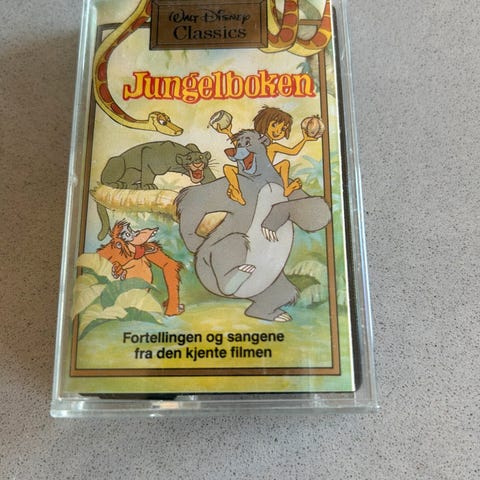 Walt Disney
Classics
Jungelboken
Fortellingen og sangene
fra den kjente filmen